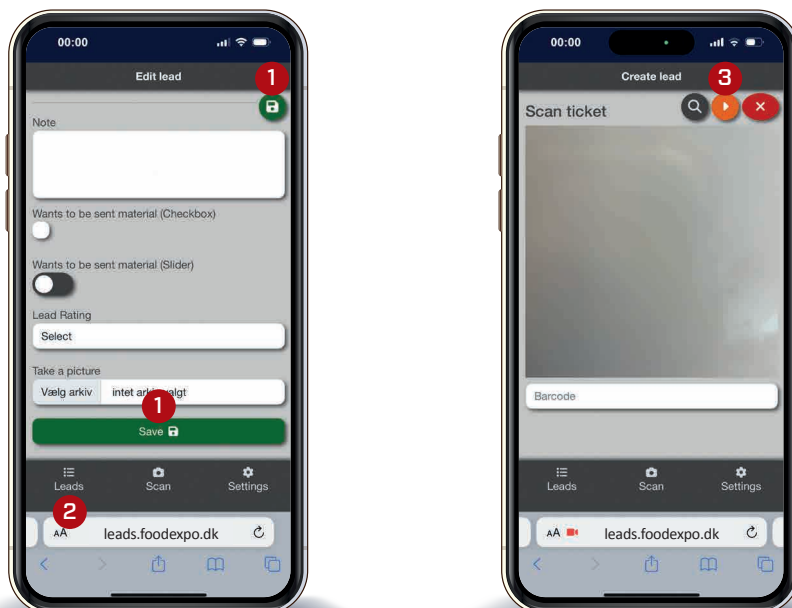 00:00
Edit lead
1
Note
Wants to be sent material (Checkbox)
Wants to be sent material (Slider)
Lead Rating
Select
Take a picture
Vælg arkiv
1
Save
Leads
Scan
Settings
2
AA
leads.foodexpo.dk
00:00
Create lead
3
Scan ticket
Barcode
Leads
Scan
Settings
AA
leads.foodexpo.dk